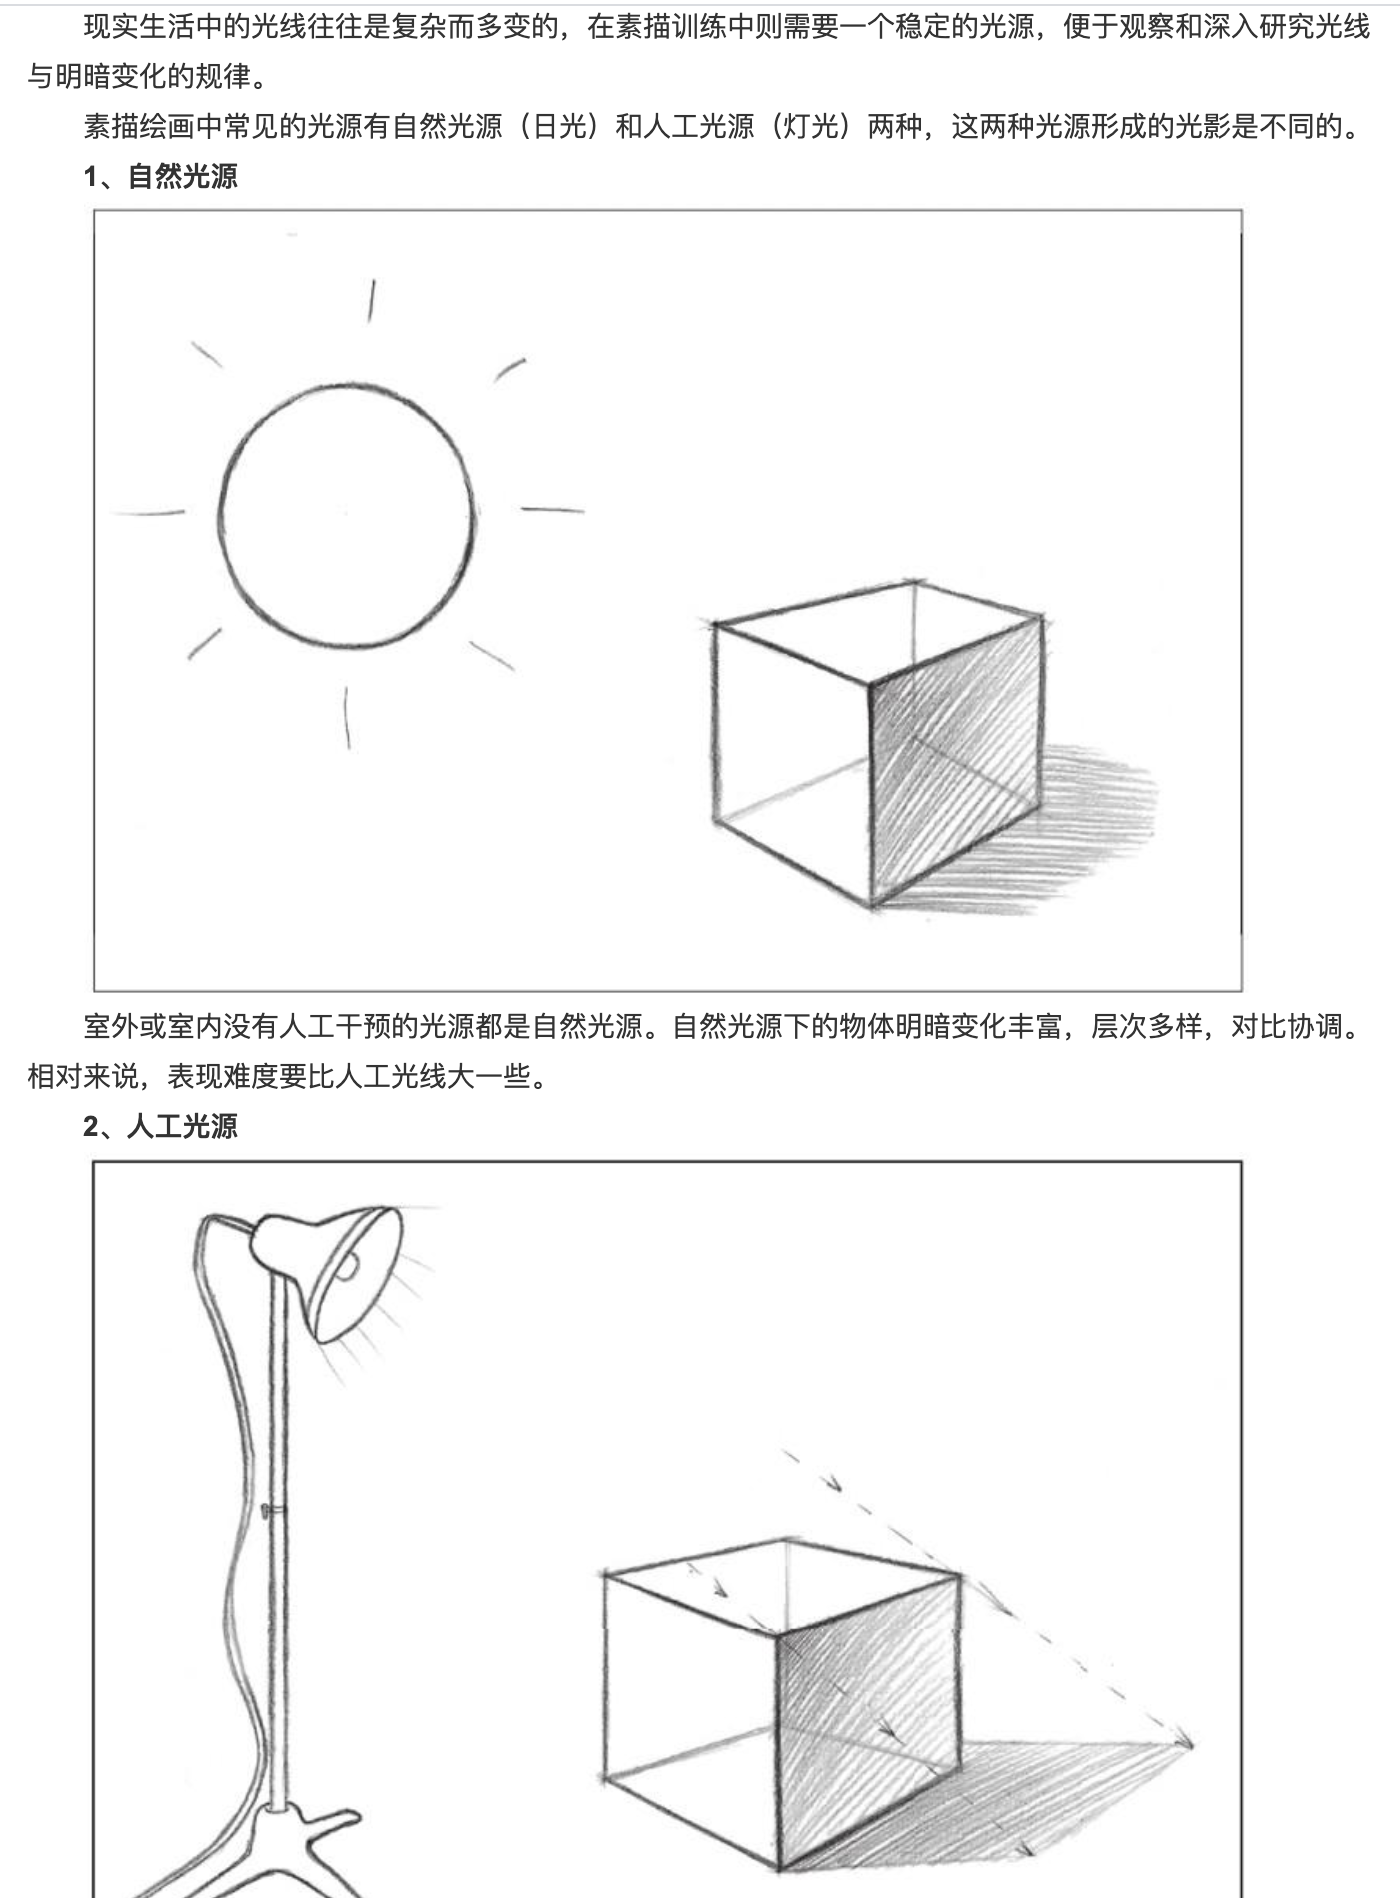 现实生活中的光线往往是复杂而多变的，在素描训练中则需要一个稳定的光源，便于观察和深入研究光线
与明暗变化的规律。
素描绘画中常见的光源有自然光源（日光）和人工光源（灯光）两种，这两种光源形成的光影是不同的。
1、自然光源
室外或室内没有人工干预的光源都是自然光源。自然光源下的物体明暗变化丰富，层次多样，对比协调。
相对来说，表现难度要比人工光线大一些。
2、人工光源